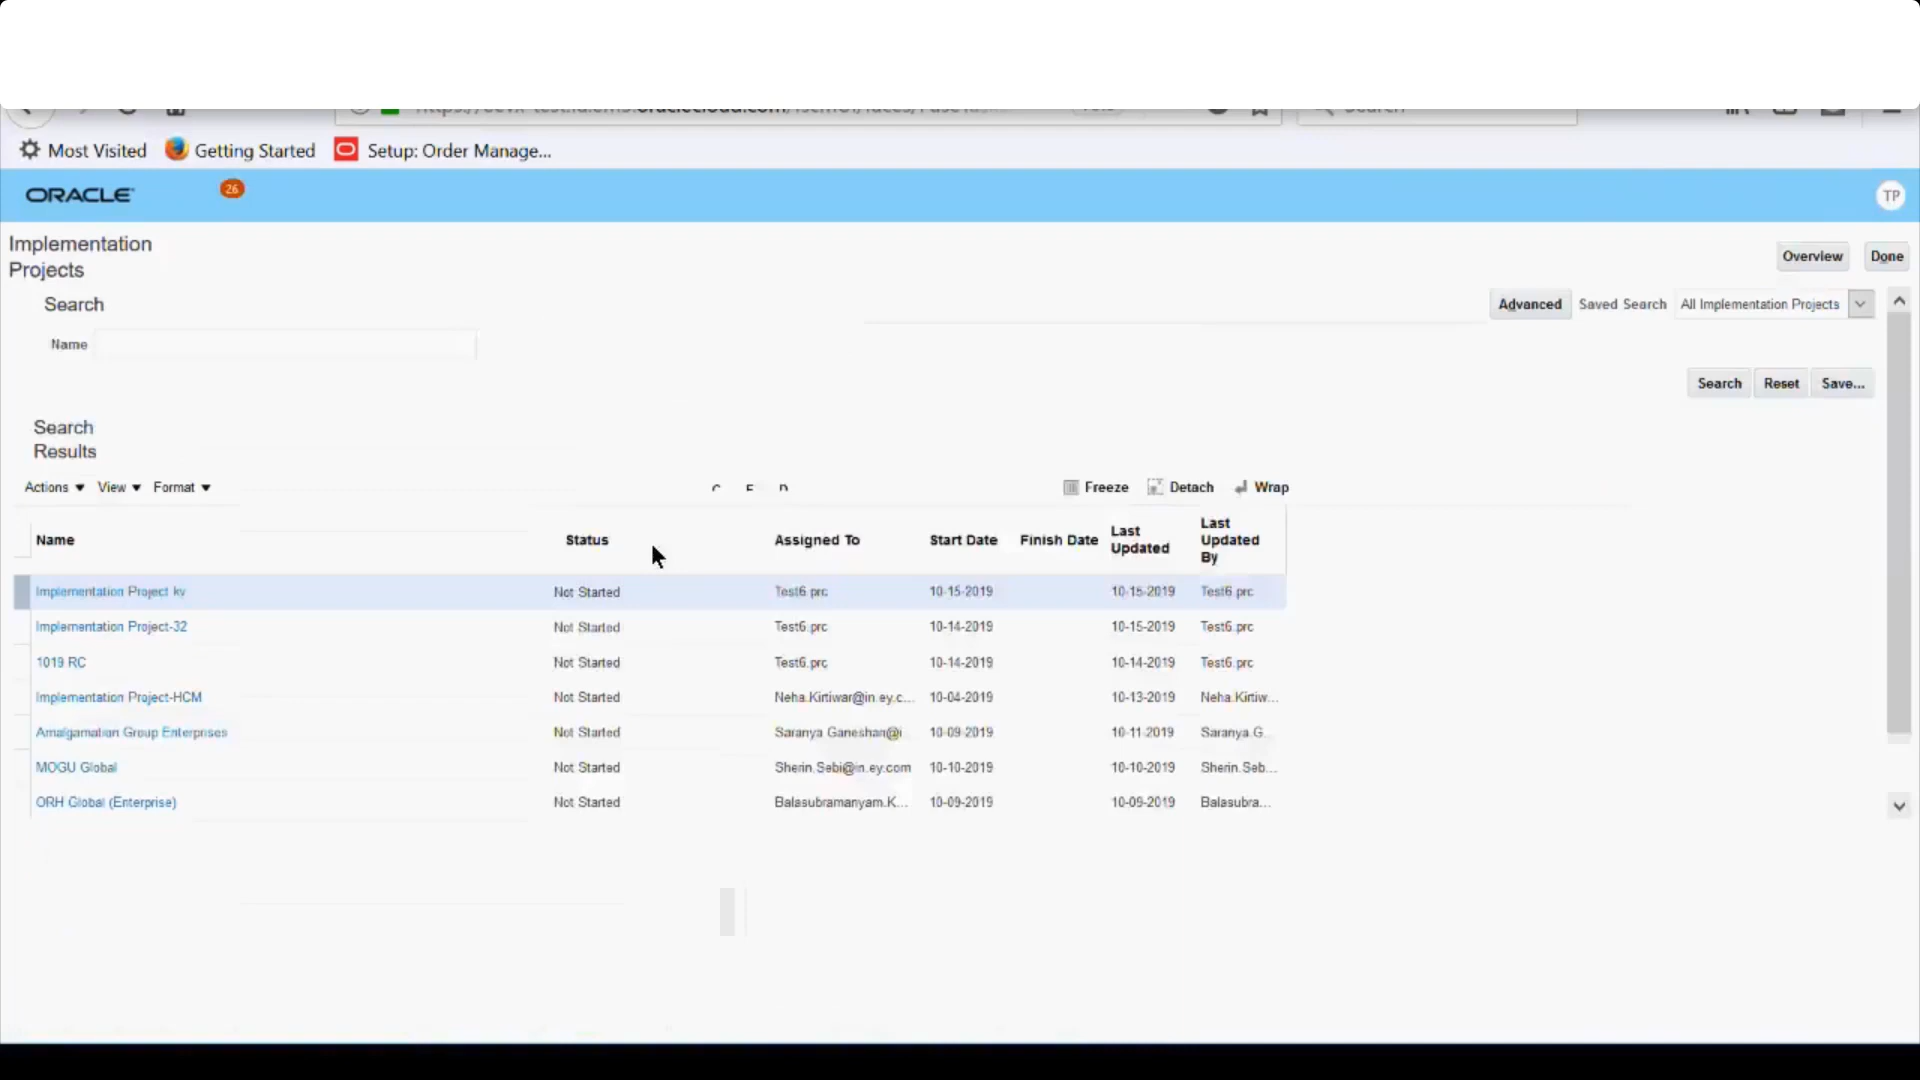 Most Visited Getting Started Setup: Order Manage...
ORACLE 26 TP
Implementation
Projects
Overview Done
Search
Advanced Saved Search All Implementation Projects
Name
Search Reset Save...
Search
Results
Actions View Format Freeze Detach Wrap
Name Status Assigned To Start Date Finish Date Last Updated Last Updated By
Implementation Project kv Not Started Test6.prc 10-15-2019 10-15-2019 Test6.prc
Implementation Project-32 Not Started Test6.prc 10-14-2019 10-15-2019 Test6.prc
1019 RC Not Started Test6.prc 10-14-2019 10-14-2019 Test6.prc
Implementation Project-HCM Not Started Neha.Kirtiwar@in.ey.c... 10-04-2019 10-13-2019 Neha.Kirtiw...
Amalgamation Group Enterprises Not Started Saranya.Ganeshan@i 10-09-2019 10-11-2019 Saranya.G...
MOGU Global Not Started Sherin.Sebi@in.ey.com 10-10-2019 10-10-2019 Sherin.Seb...
ORH Global (Enterprise) Not Started Balasubramanyam.K... 10-09-2019 10-09-2019 Balasubra...